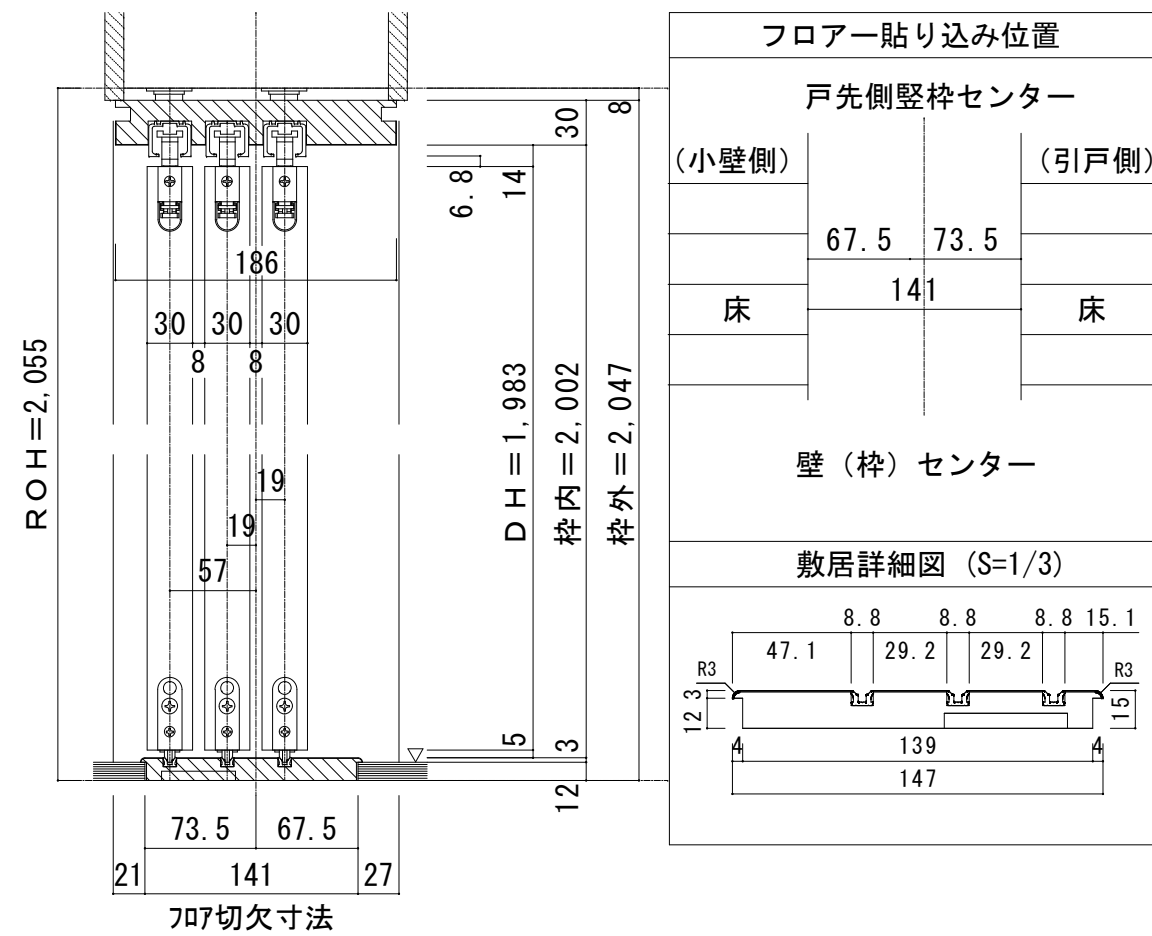 フロアー貼り込み位置
戸先側竪枠センター
(小壁側)
(引戸側)
67.5
73.5
141
床
床
壁(枠)センター
敷居詳細図 (S=1/3)
8.8
8.8
8.8
15.1
47.1
29.2
29.2
R3
R3
3
12
15
4
139
4
147
30
8
6.8
14
186
30
30
30
8
8
ROH=2,055
DH=1,983
枠内=2,002
枠外=2,047
19
19
57
5
3
12
73.5
67.5
21
141
27
フロア切欠寸法